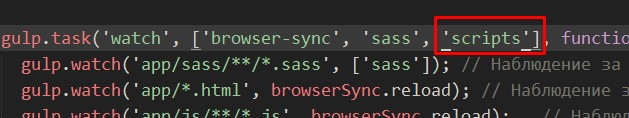 gulp.task('watch', ['browser-sync', 'sass', 'scripts'], functio
gulp.watch('app/sass/**/*.sass', ['sass']); // Наблюдение за
gulp.watch('app/*.html', browserSync.reload); // Наблюдение з
gulp.watch('app/js/**/*.js', browserSync.reload); // Наблюд